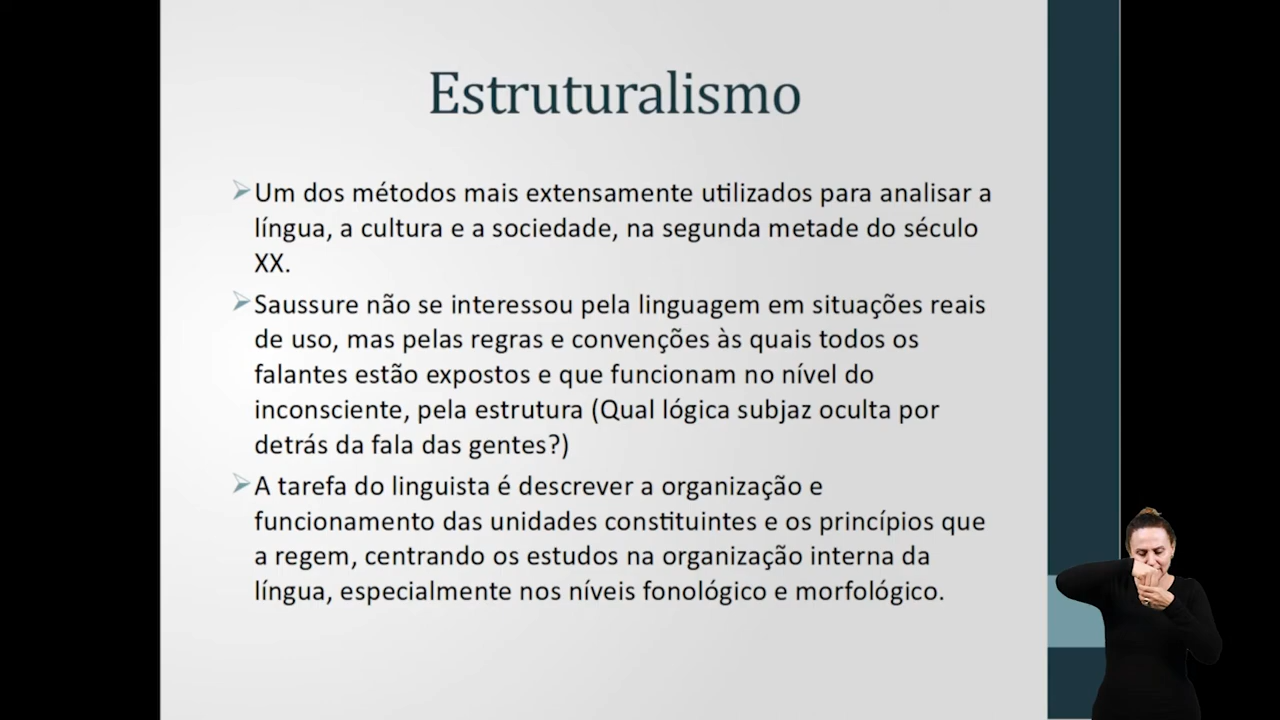 Estruturalismo
Um dos métodos mais extensamente utilizados para analisar a
língua, a cultura e a sociedade, na segunda metade do século
XX.
Saussure não se interessou pela linguagem em situações reais
de uso, mas pelas regras e convenções às quais todos os
falantes estão expostos e que funcionam no nível do
inconsciente, pela estrutura (Qual lógica subjaz oculta por
detrás da fala das gentes?)
A tarefa do linguista é descrever a organização e
funcionamento das unidades constituintes e os princípios que
a regem, centrando os estudos na organização interna da
língua, especialmente nos níveis fonológico e morfológico.